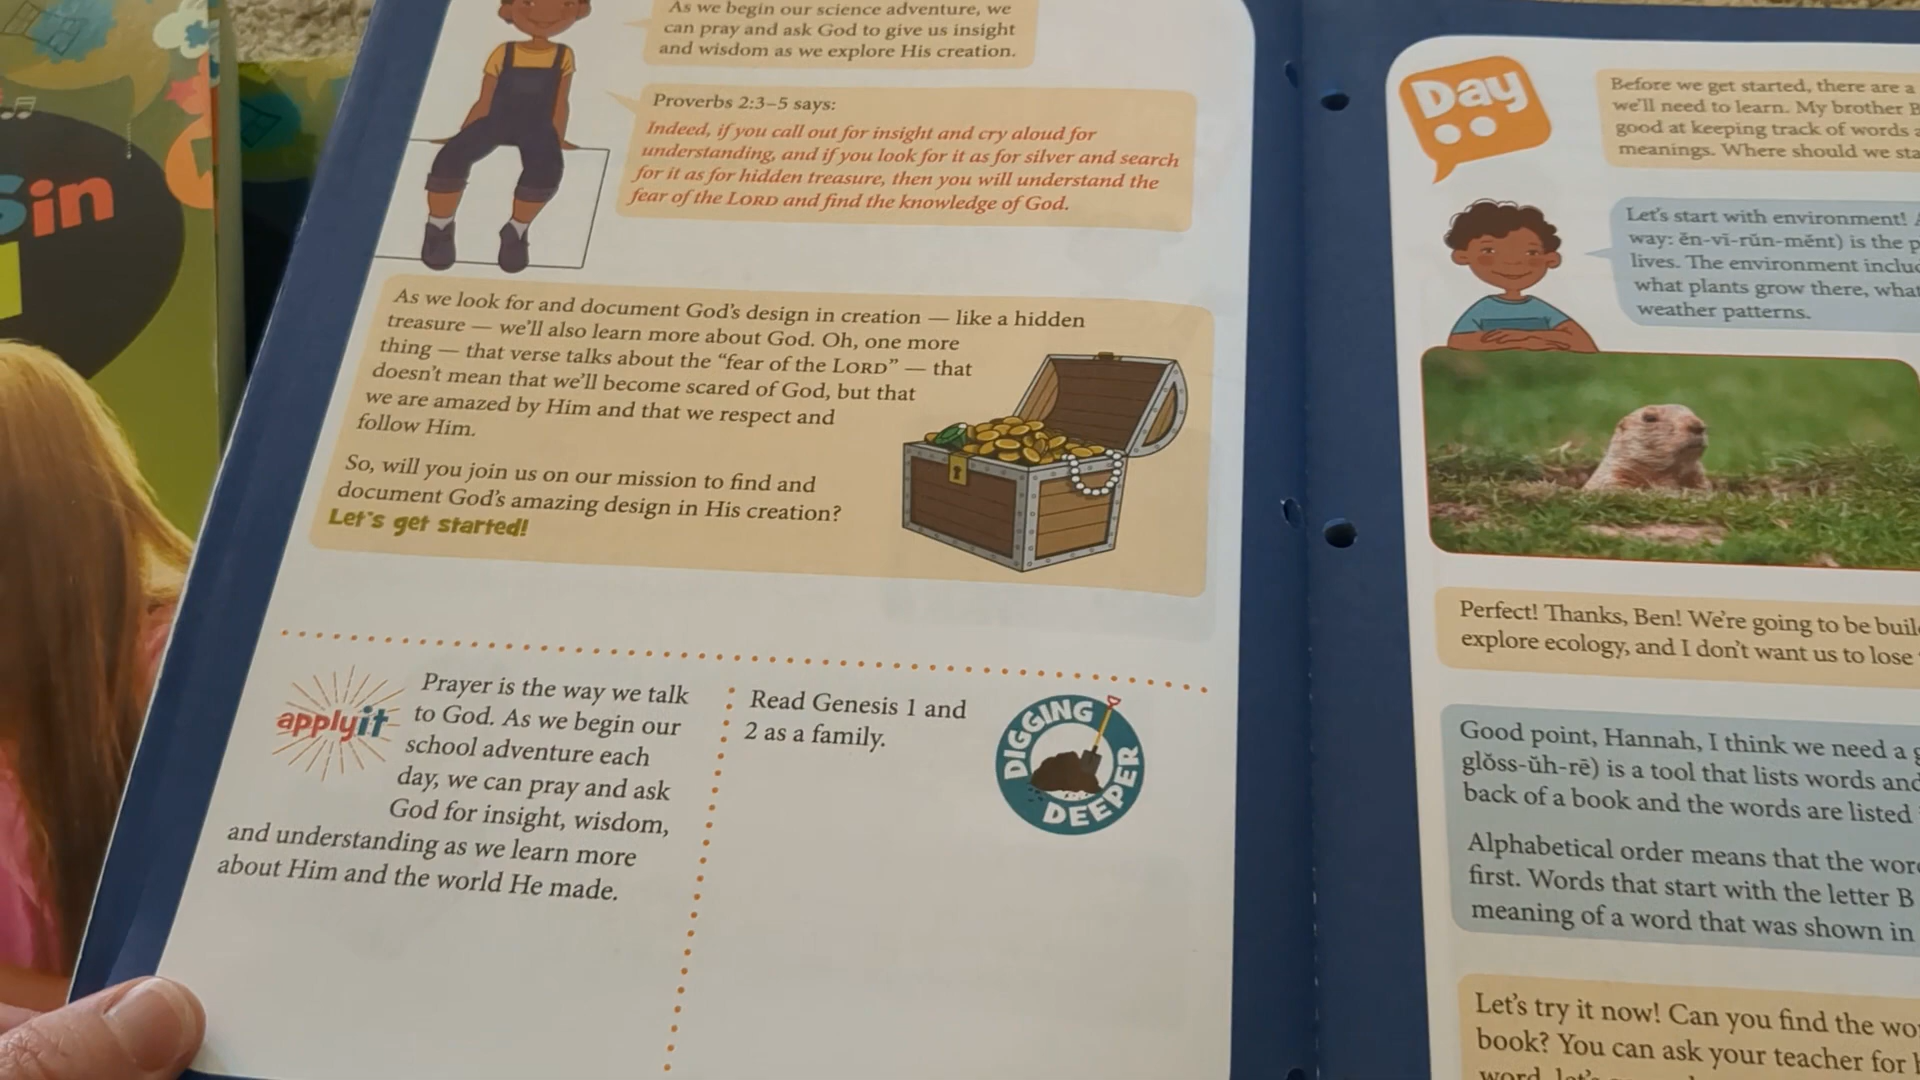 in
As we begin our science adventure, we
can pray and ask God to give us insight
and wisdom as we explore His creation.
Proverbs 2:3–5 says:
Indeed, if you call out for insight and cry aloud for
understanding, and if you look for it as for silver and search
for it as for hidden treasure, then you will understand the
fear of the LORD and find the knowledge of God.
As we look for and document God's design in creation — like a hidden
treasure — we'll also learn more about God. Oh, one more
thing — that verse talks about the "fear of the LORD" — that
doesn't mean that we'll become scared of God, but that
we are amazed by Him and that we respect and
follow Him.
So, will you join us on our mission to find and
document God's amazing design in His creation?
Let's get started!
applyit
Prayer is the way we talk
to God. As we begin our
school adventure each
day, we can pray and ask
God for insight, wisdom,
and understanding as we learn more
about Him and the world He made.
Read Genesis 1 and
2 as a family.
DIGGING
DEEPER
Day
Before we get started, there are a
we'll need to learn. My brother B
good at keeping track of words a
meanings. Where should we sta
Let's start with environment!
way: ĕn-vī-rŭn-mĕnt) is the p
lives. The environment includ
what plants grow there, what
weather patterns.
Perfect! Thanks, Ben! We're going to be buil
explore ecology, and I don't want us to lose
Good point, Hannah, I think we need a g
glŏss-ŭh-rē) is a tool that lists words and
back of a book and the words are listed
Alphabetical order means that the wor
first. Words that start with the letter B
meaning of a word that was shown in
Let's try it now! Can you find the wo
book? You can ask your teacher for
word, let's